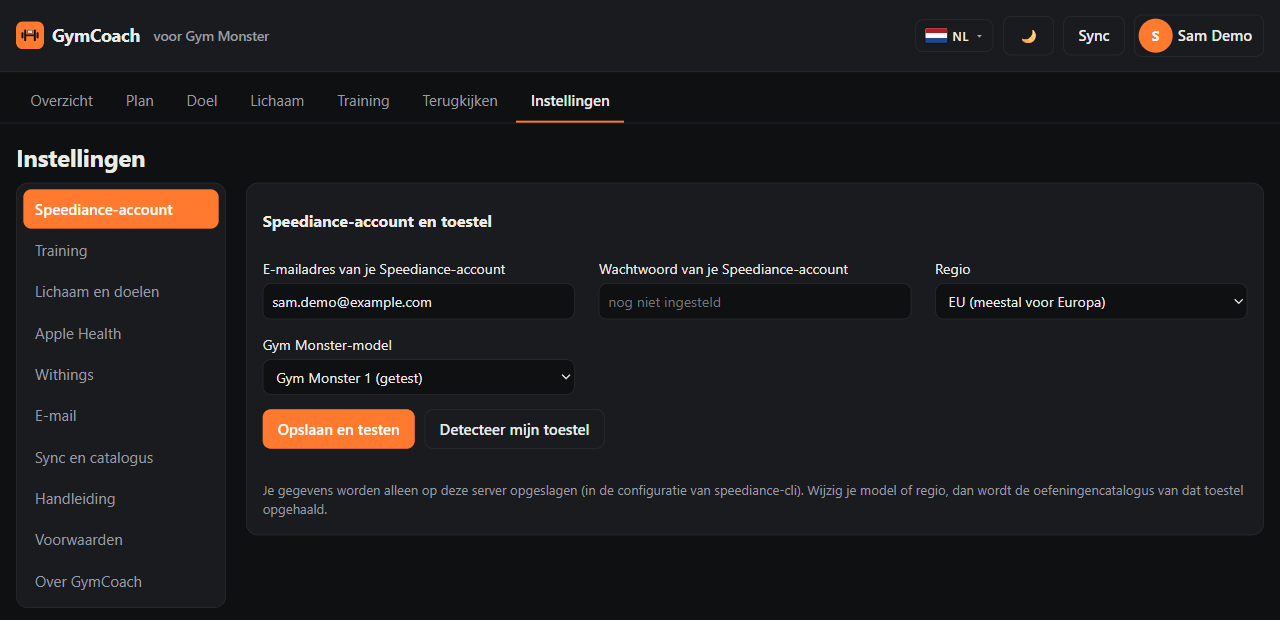 GymCoach voor Gym Monster
NL
Sync
S
Sam Demo
Overzicht Plan Doel Lichaam Training Terugkijken Instellingen
Instellingen
Speediance-account
Training
Lichaam en doelen
Apple Health
Withings
E-mail
Sync en catalogus
Handleiding
Voorwaarden
Over GymCoach
Speediance-account en toestel
E-mailadres van je Speediance-account Wachtwoord van je Speediance-account Regio
sam.demo@example.com nog niet ingesteld EU (meestal voor Europa)
Gym Monster-model
Gym Monster 1 (getest)
Opslaan en testen Detecteer mijn toestel
Je gegevens worden alleen op deze server opgeslagen (in de configuratie van speediance-cli). Wijzig je model of regio, dan wordt de oefeningencatalogus van dat toestel
opgehaald.